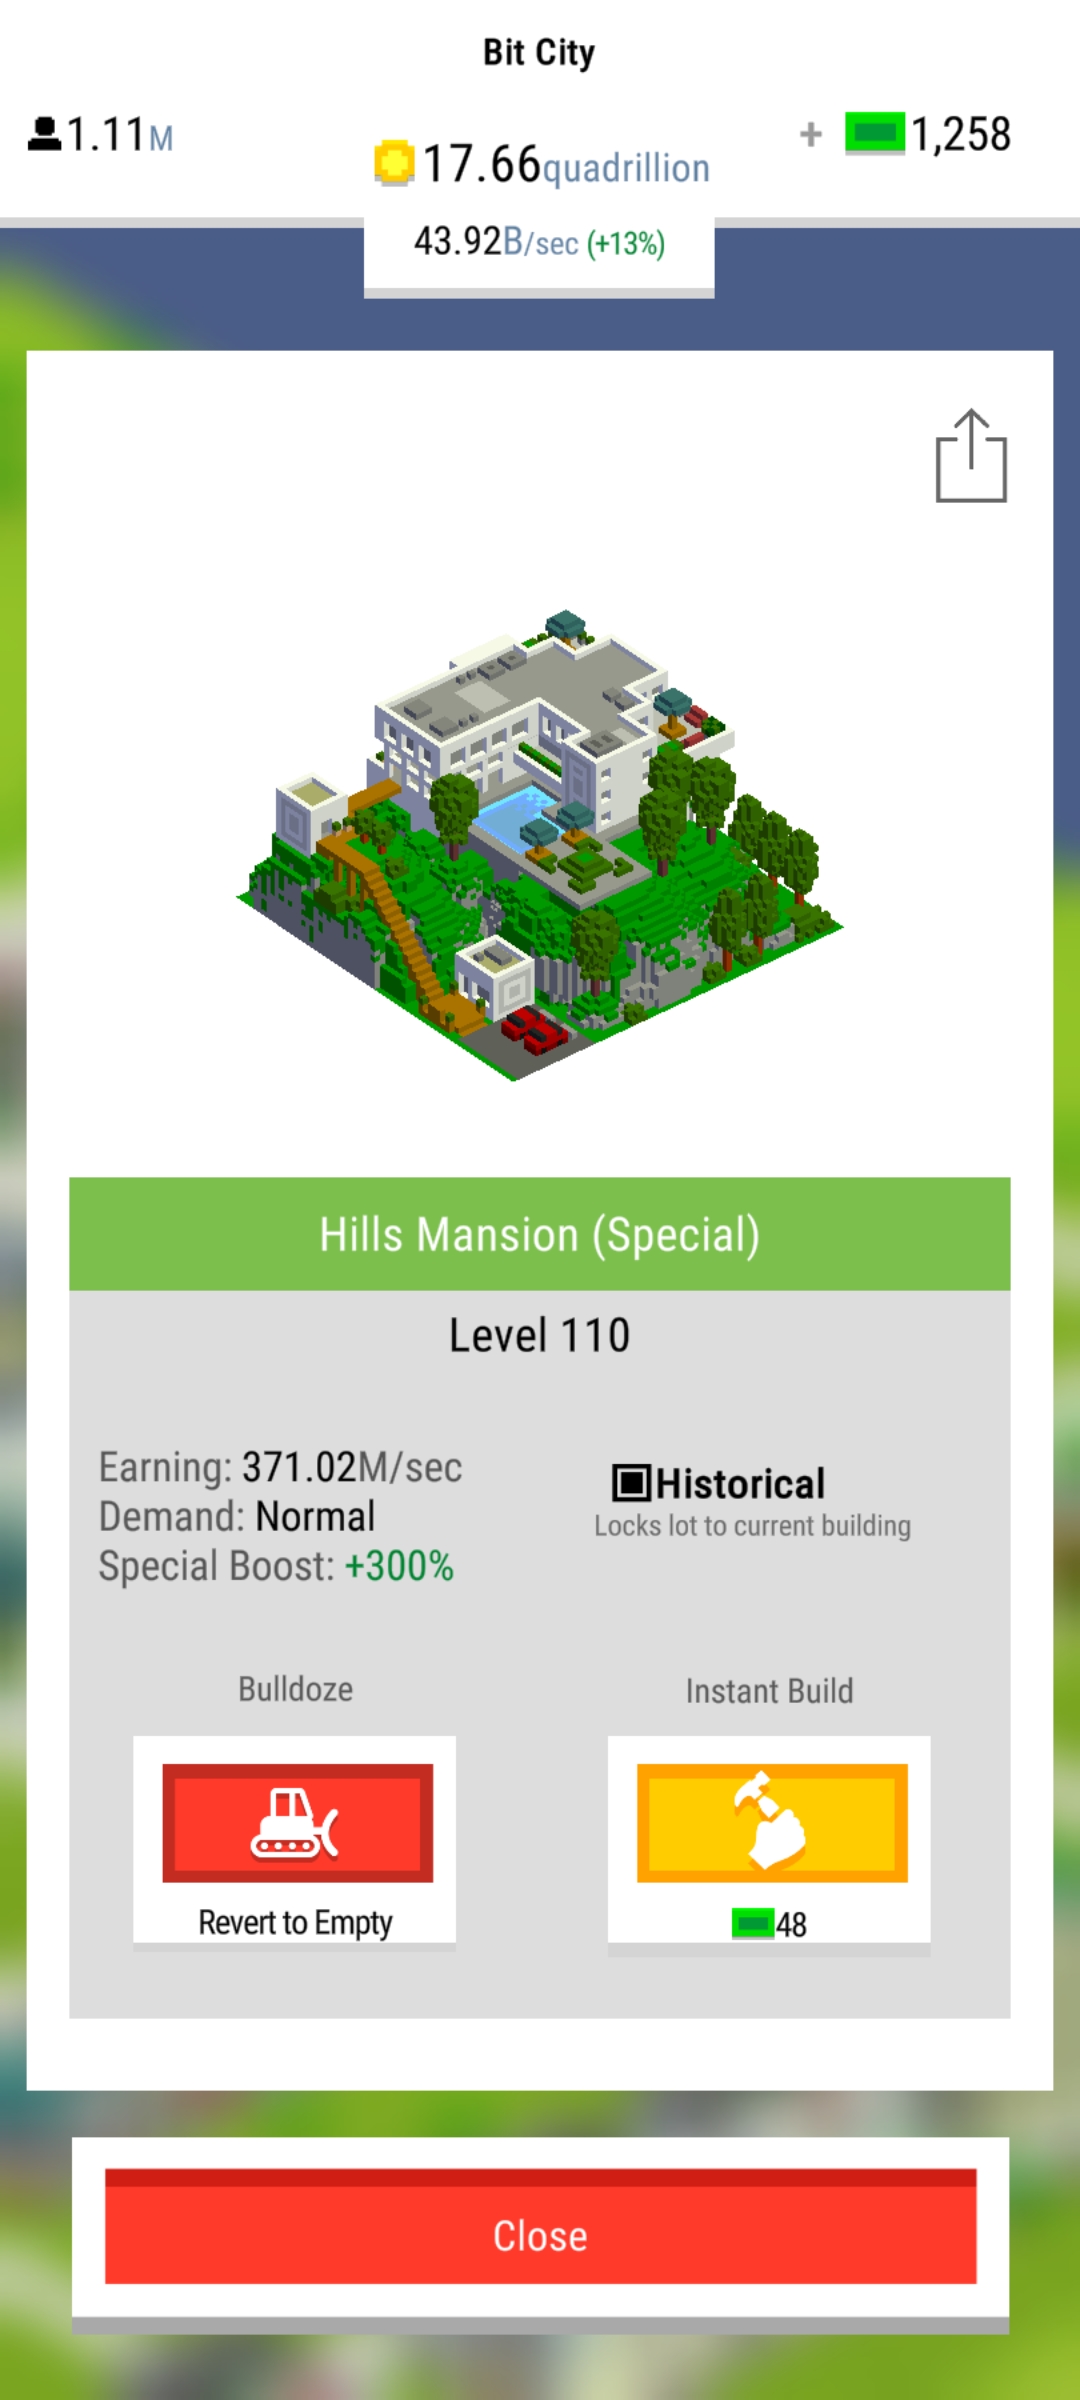 Bit City
1.11M
17.66quadrillion
+ 1,258
43.92B/sec (+13%)
Hills Mansion (Special)
Level 110
Earning: 371.02M/sec
Demand: Normal
Special Boost: +300%
Historical
Locks lot to current building
Bulldoze
Revert to Empty
Instant Build
48
Close